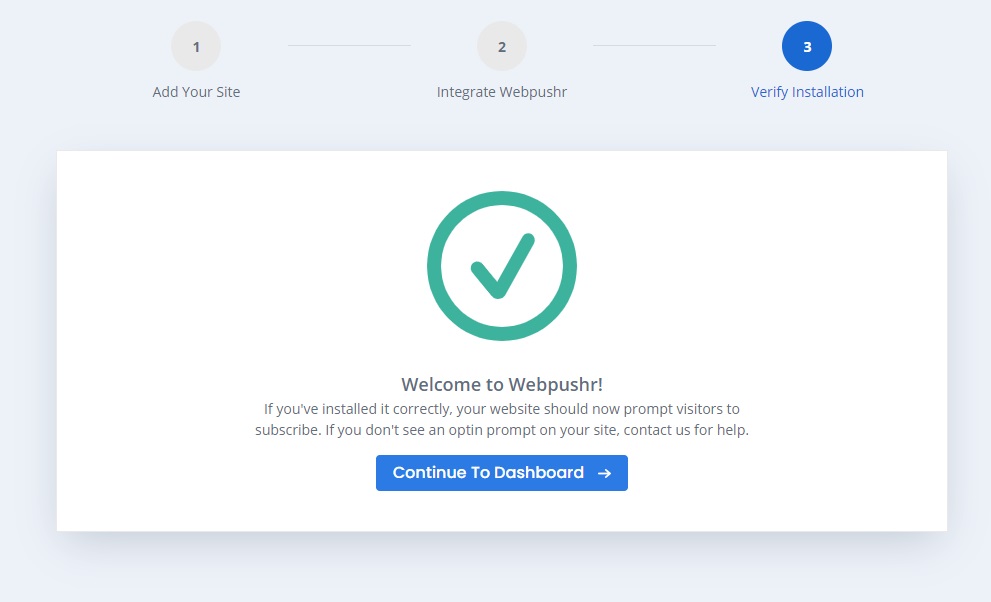 1
2
3
Add Your Site
Integrate Webpushr
Verify Installation
Welcome to Webpushr!
If you've installed it correctly, your website should now prompt visitors to
subscribe. If you don't see an optin prompt on your site, contact us for help.
Continue To Dashboard →